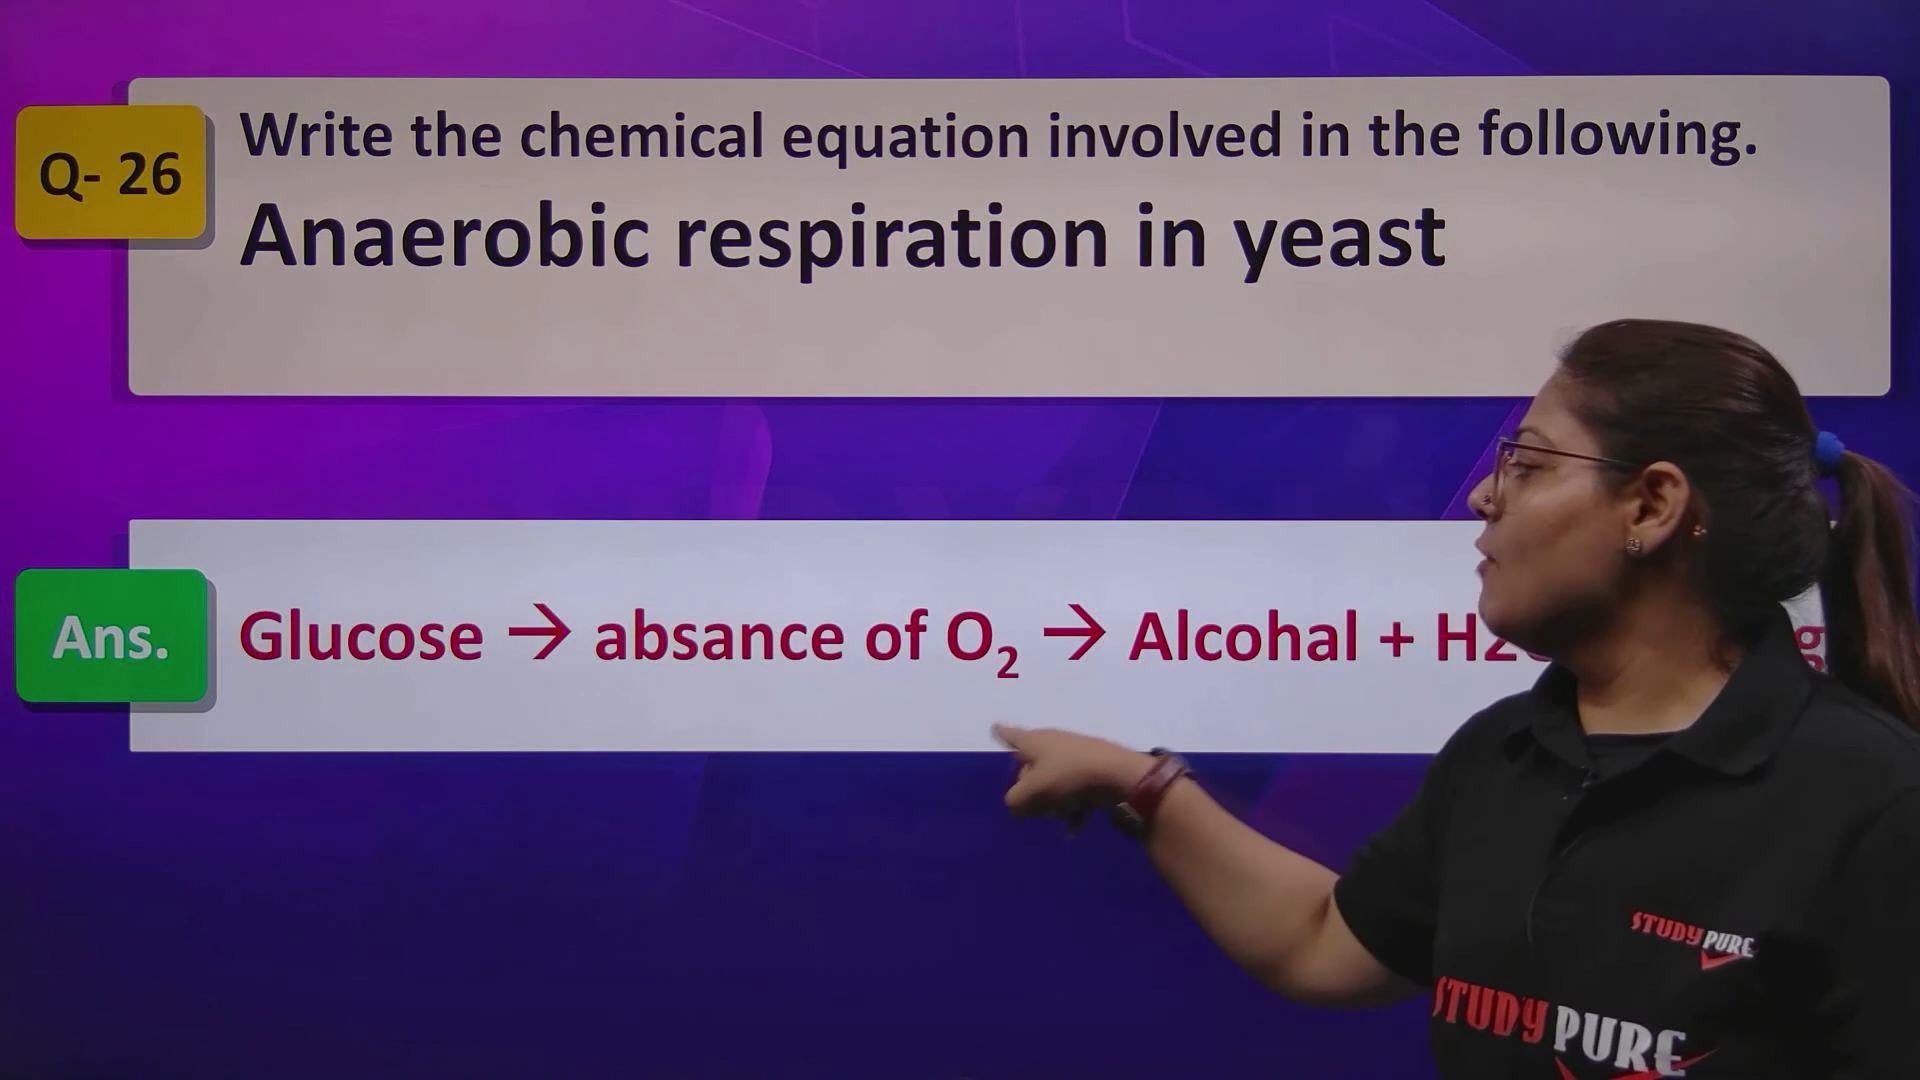 Q- 26
Write the chemical equation involved in the following.
Anaerobic respiration in yeast
Ans.
Glucose → absance of O₂ → Alcohal + H2
STUDY PURE
STUDY PURE